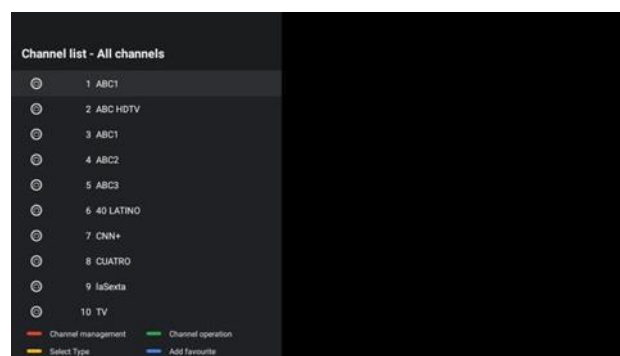 Channel list - All channels
1 ABC1
2 ABC HDTV
3 ABC1
4 ABC2
5 ABC3
6 40 LATINO
7 CNN+
8 CUATRO
9 laSexta
10 TV
Channel management Channel operation
Select Type Add favourite